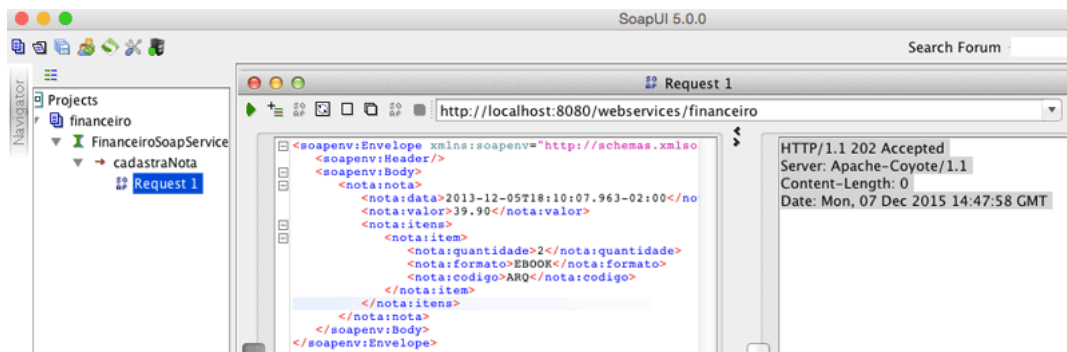 SoapUI 5.0.0
Search Forum
Navigator
Projects
financeiro
FinanceiroSoapService
cadastraNota
Request 1
Request 1
http://localhost:8080/webservices/financeiro
<soapenv:Envelope xmlns:soapenv="http://schemas.xmlso
<soapenv:Header/>
<soapenv:Body>
<nota:nota>
<nota:data>2013-12-05T18:10:07.963-02:00</no
<nota:valor>39.90</nota:valor>
<nota:itens>
<nota:item>
<nota:quantidade>2</nota:quantidade>
<nota:formato>EBOOK</nota:formato>
<nota:codigo>ARQ</nota:codigo>
</nota:item>
</nota:itens>
</nota:nota>
</soapenv:Body>
</soapenv:Envelope>
HTTP/1.1 202 Accepted
Server: Apache-Coyote/1.1
Content-Length: 0
Date: Mon, 07 Dec 2015 14:47:58 GMT